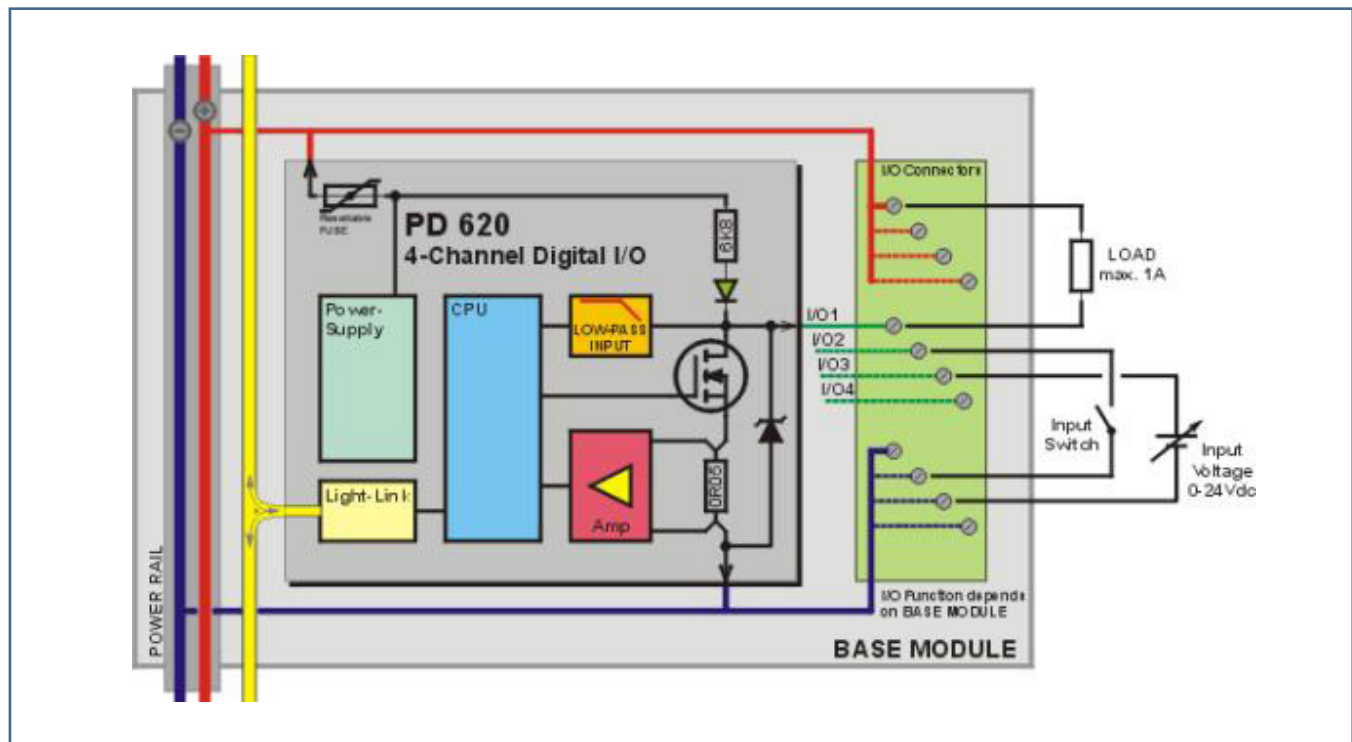 POWER RAIL
−
+
Resettable
FUSE
PD 620
4-Channel Digital I/O
6K8
Power-
Supply
CPU
LOW-PASS
INPUT
Light-Link
Amp
0R05
I/O Connectors
I/O1
I/O2
I/O3
I/O4
LOAD
max. 1A
Input
Switch
Input
Voltage
0-24Vdc
I/O Function depends
on BASE MODULE
BASE MODULE